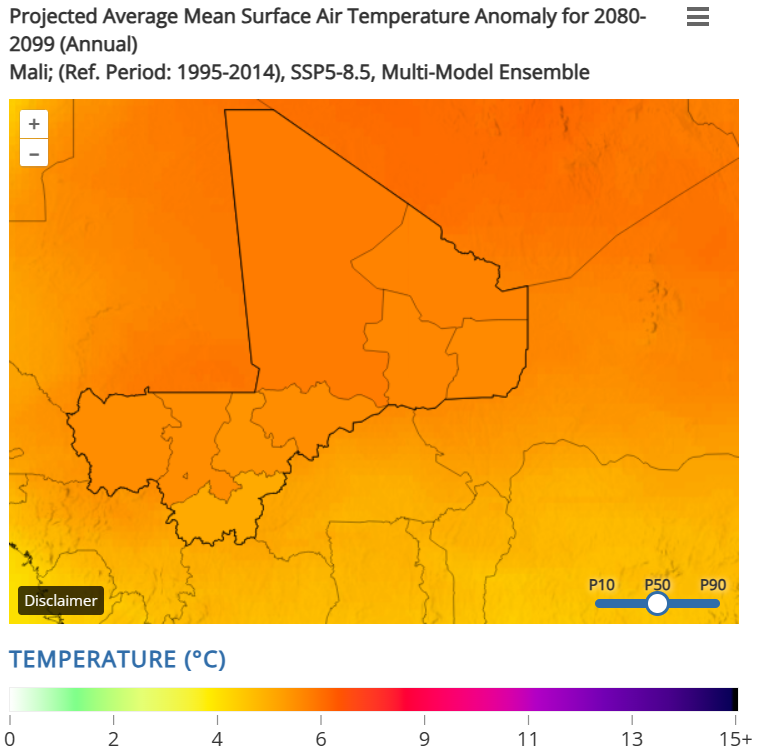 Projected Average Mean Surface Air Temperature Anomaly for 2080-
2099 (Annual)
Mali; (Ref. Period: 1995-2014), SSP5-8.5, Multi-Model Ensemble
+
−
P10 P50 P90
Disclaimer
TEMPERATURE (°C)
0 2 4 6 9 11 13 15+